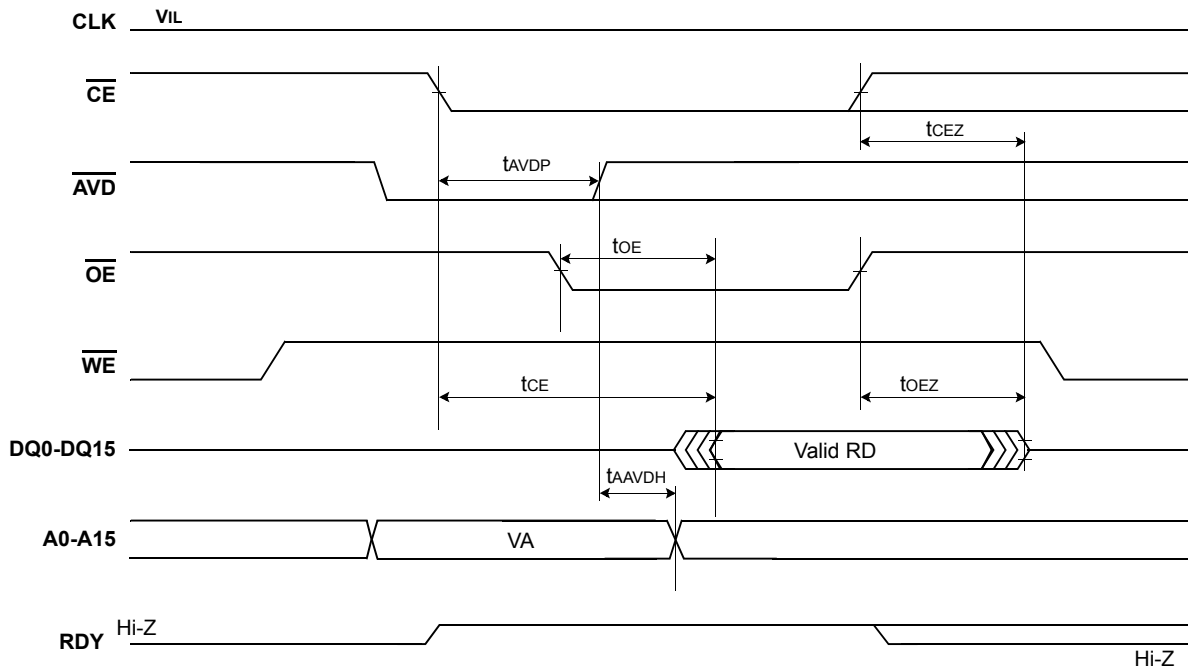 CLK VIL
CE
tCEZ
AVD tAVDP
OE tOE
WE
tCE tOEZ
DQ0-DQ15 Valid RD
tAAVDH
A0-A15 VA
RDY Hi-Z
Hi-Z